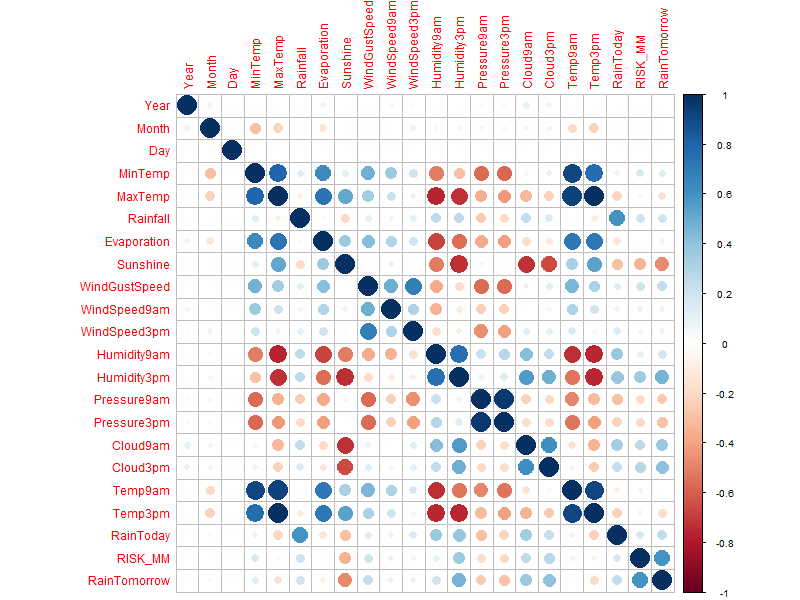 Year
Month
Day
MinTemp
MaxTemp
Rainfall
Evaporation
Sunshine
WindGustSpeed
WindSpeed9am
WindSpeed3pm
Humidity9am
Humidity3pm
Pressure9am
Pressure3pm
Cloud9am
Cloud3pm
Temp9am
Temp3pm
RainToday
RISK_MM
RainTomorrow
Year
Month
Day
MinTemp
MaxTemp
Rainfall
Evaporation
Sunshine
WindGustSpeed
WindSpeed9am
WindSpeed3pm
Humidity9am
Humidity3pm
Pressure9am
Pressure3pm
Cloud9am
Cloud3pm
Temp9am
Temp3pm
RainToday
RISK_MM
RainTomorrow
1
0.8
0.6
0.4
0.2
0
-0.2
-0.4
-0.6
-0.8
-1